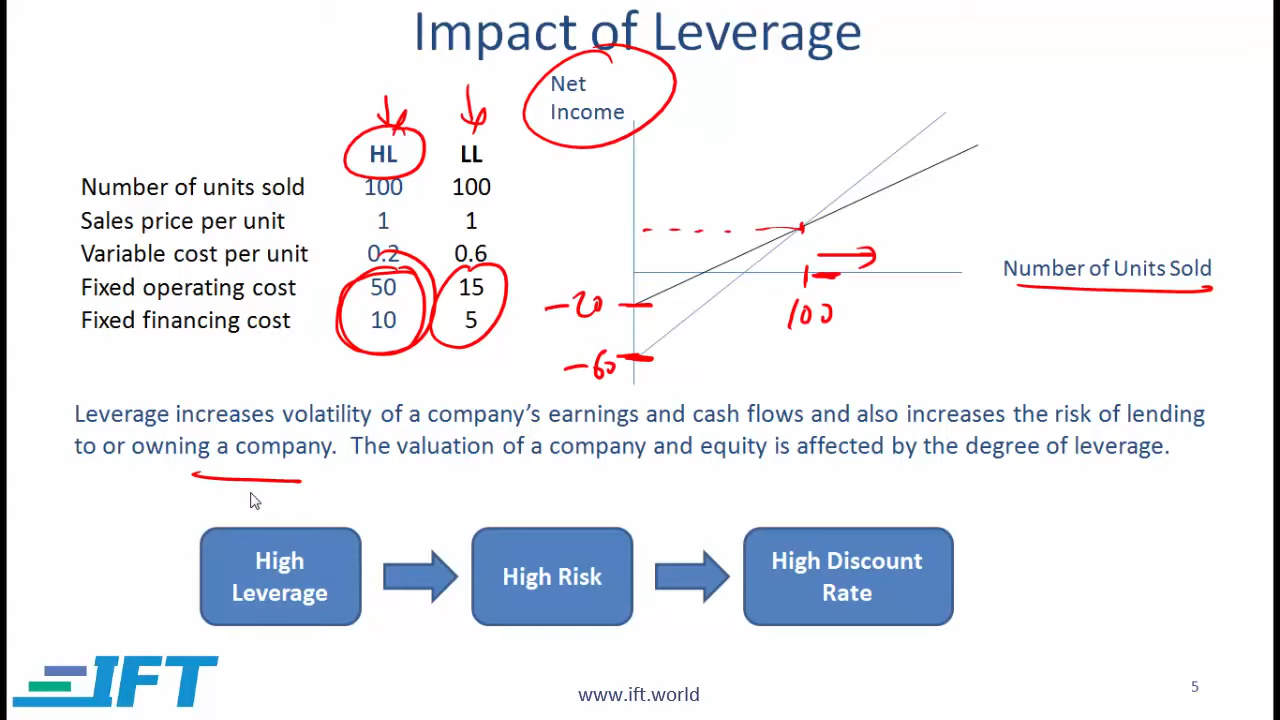 Impact of Leverage
Net
Income
HL LL
Number of units sold 100 100
Sales price per unit 1 1
Variable cost per unit 0.2 0.6
Fixed operating cost 50 15
Fixed financing cost 10 5
-20
-60
100
Number of Units Sold
Leverage increases volatility of a company's earnings and cash flows and also increases the risk of lending
to or owning a company. The valuation of a company and equity is affected by the degree of leverage.
High
Leverage
High Risk
High Discount
Rate
IFT
www.ift.world
5